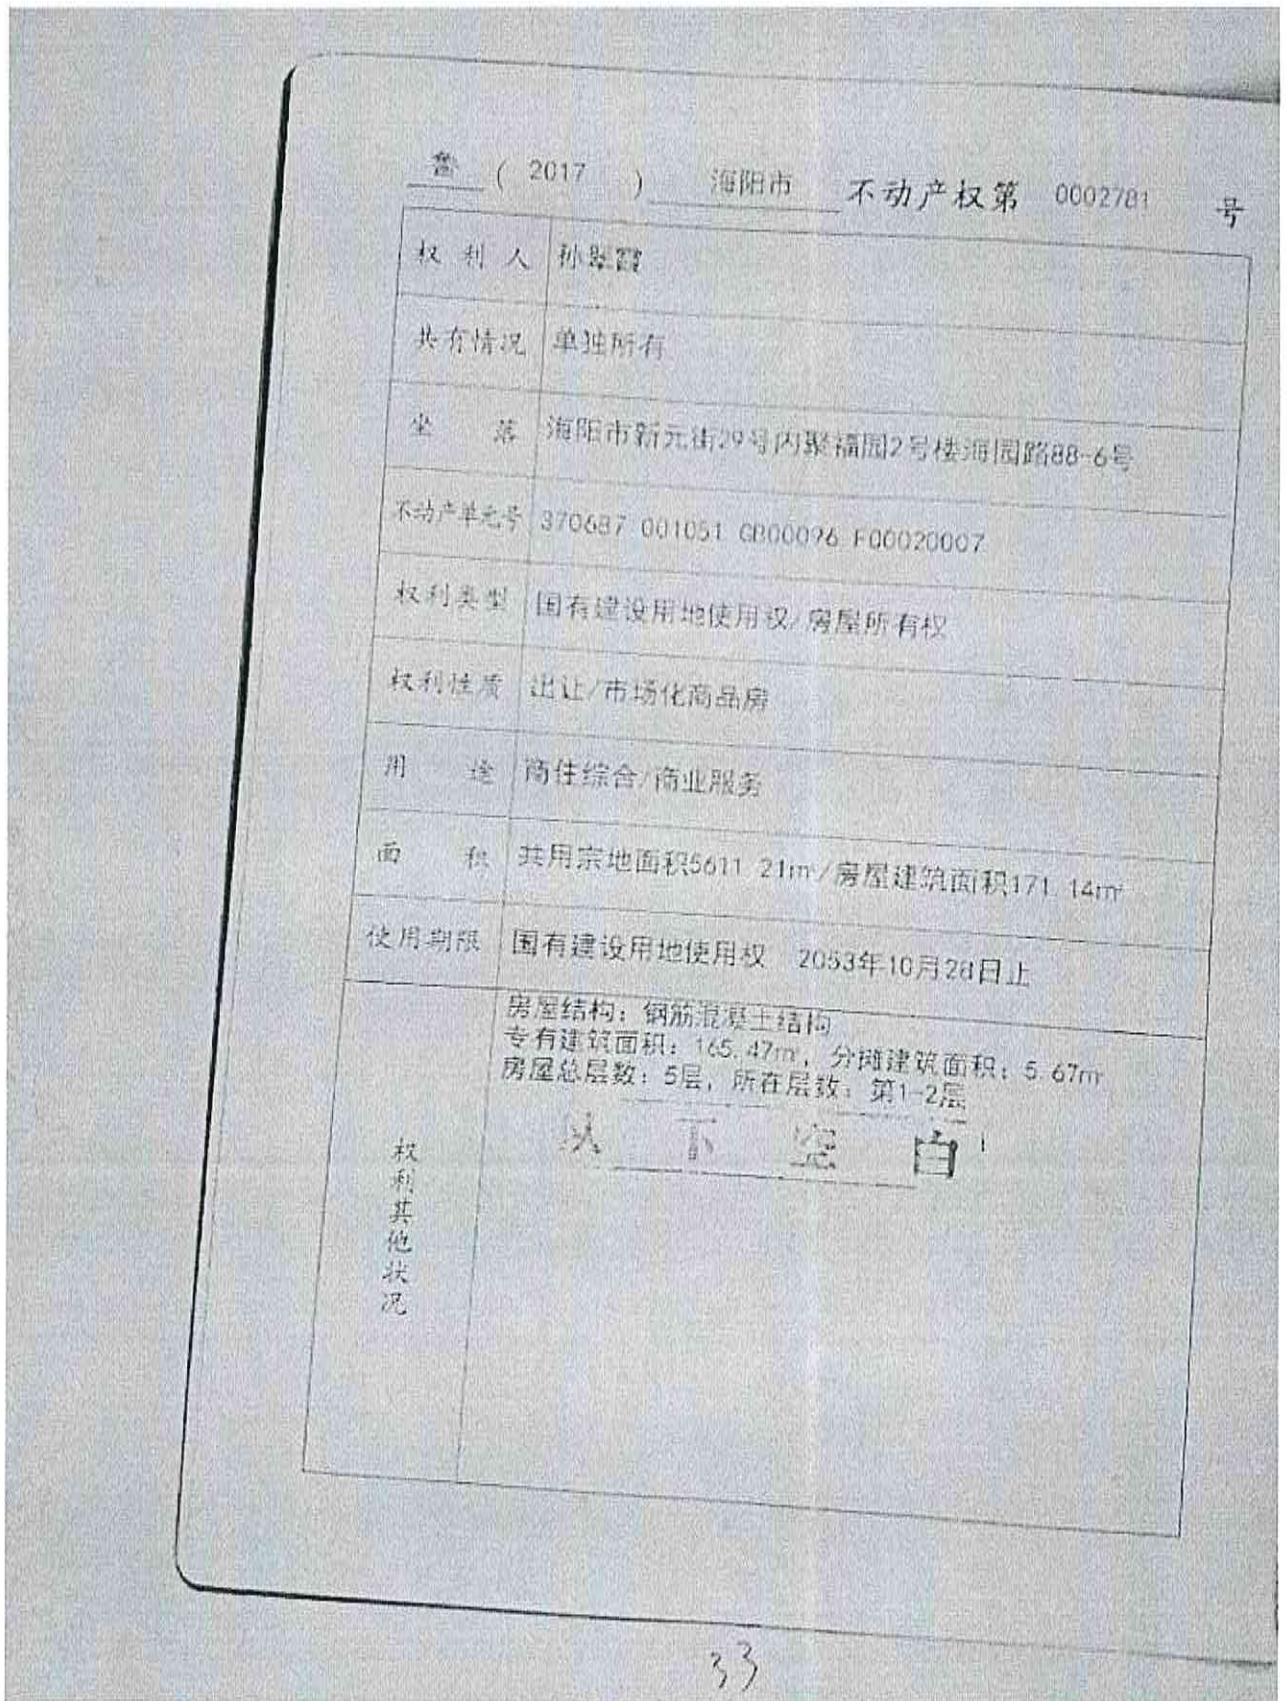 鲁 ( 2017 ) 海阳市 不动产权第 0002781 号
权利人 孙翠霞
共有情况 单独所有
坐落 海阳市新元街29号内聚福园2号楼海园路88-6号
不动产单元号 370687 001051 GB00096 F00020007
权利类型 国有建设用地使用权/房屋所有权
权利性质 出让/市场化商品房
用途 商住综合/商业服务
面积 共用宗地面积5611.21m²/房屋建筑面积171.14m²
使用期限 国有建设用地使用权 2053年10月28日止
权利其他状况
房屋结构：钢筋混凝土结构
专有建筑面积：165.47m²，分摊建筑面积：5.67m²
房屋总层数：5层，所在层数：第1-2层
以下空白
33